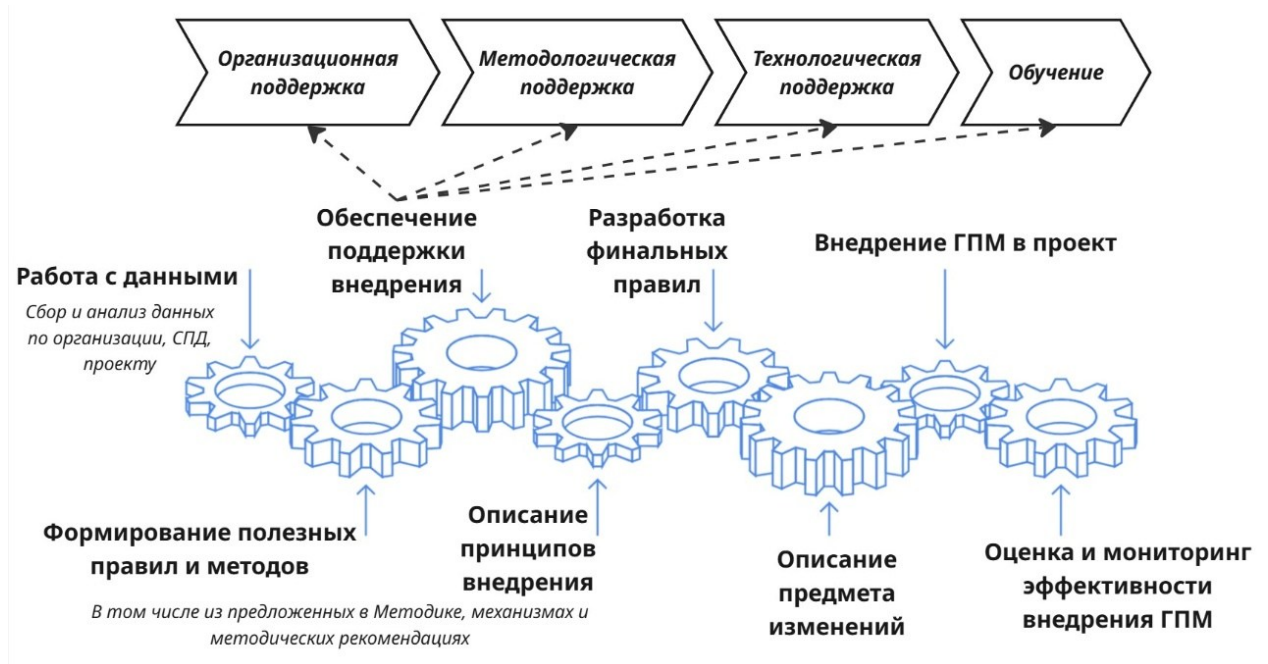 Организационная
поддержка
Методологическая
поддержка
Технологическая
поддержка
Обучение
Обеспечение
поддержки
внедрения
Разработка
финальных
правил
Внедрение ГПМ в проект
Работа с данными
Сбор и анализ данных
по организации, СПД,
проекту
Формирование полезных
правил и методов
Описание
принципов
внедрения
В том числе из предложенных в Методике, механизмах и
методических рекомендациях
Описание
предмета
изменений
Оценка и мониторинг
эффективности
внедрения ГПМ